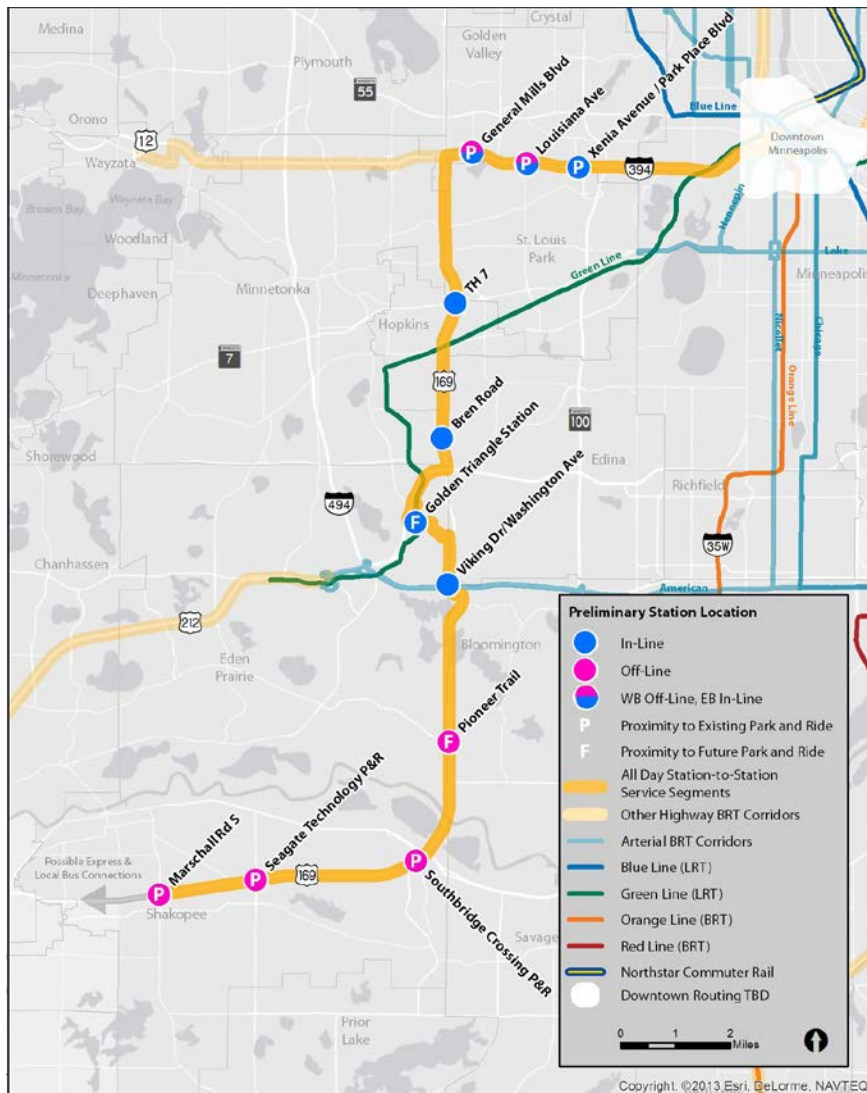 Medina
Plymouth
Crystal
Golden
Valley
55
Orono
12
Wayzata
General Mills Blvd
Louisiana Ave
Xenia Avenue / Park Place Blvd
Blue Line
Downtown
Minneapolis
394
Browns Bay
Wayzata Bay
Woodland
Minnetonka
Deephaven
Minnetonka
St. Louis
Park
Green Line
Hennepin
Lake
Minneapolis
TH 7
Hopkins
7
169
Nicollet
Chicago
Orange Line
Bren Road
100
Shorewood
Golden Triangle Station
Edina
Richfield
494
Viking Dr/Washington Ave
35W
Chanhassen
American
212
Eden
Prairie
Bloomington
Pioneer Trail
F
F
Marschall Rd S
Seagate Technology P&R
Southbridge Crossing P&R
Possible Express &
Local Bus Connections
P
P
P
169
Shakopee
Savage
Prior
Lake
P
P
P
Preliminary Station Location
In-Line
Off-Line
WB Off-Line, EB In-Line
P Proximity to Existing Park and Ride
F Proximity to Future Park and Ride
All Day Station-to-Station
Service Segments
Other Highway BRT Corridors
Arterial BRT Corridors
Blue Line (LRT)
Green Line (LRT)
Orange Line (BRT)
Red Line (BRT)
Northstar Commuter Rail
Downtown Routing TBD
0 1 2
Miles
Copyright: ©2013 Esri, DeLorme, NAVTEQ